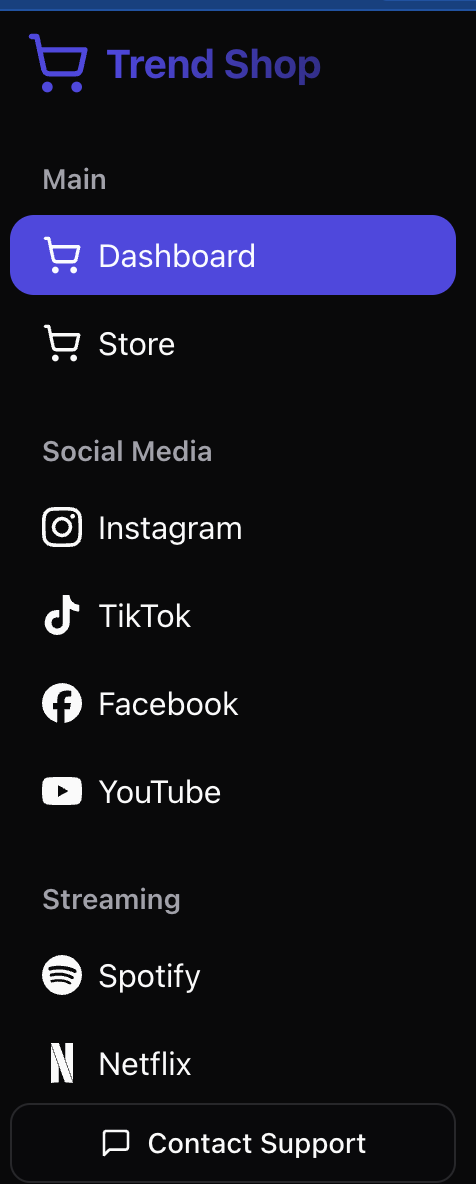 Trend Shop
Main
Dashboard
Store
Social Media
Instagram
TikTok
Facebook
YouTube
Streaming
Spotify
Netflix
Contact Support